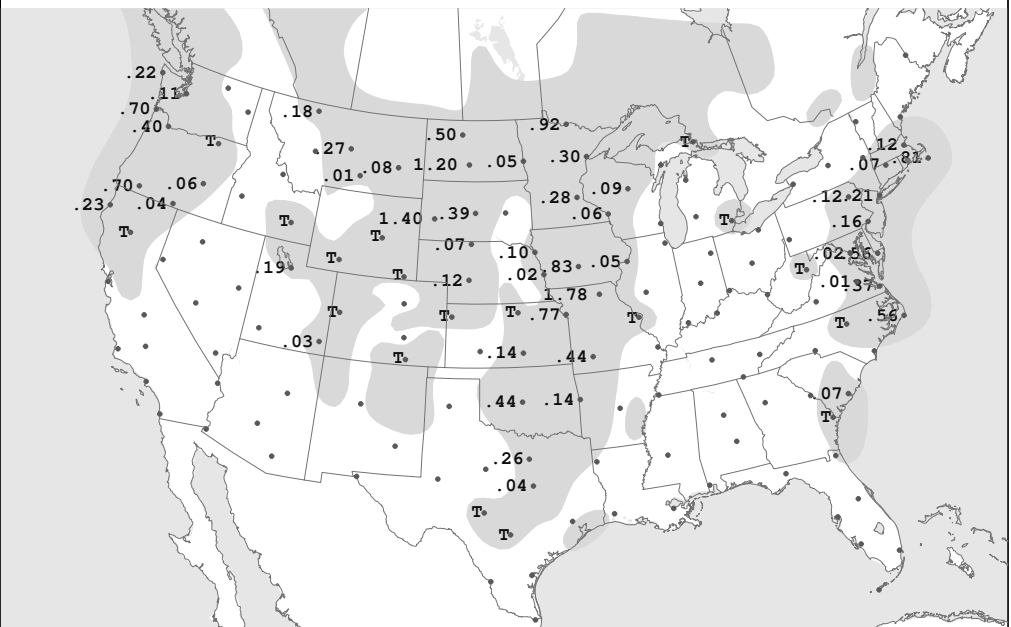 .22
.11
.70
.18
.40
.92
.50
T
T
.12
.27
1.20
.05
.30
.07
.81
.01
.08
.70
.06
.09
.23
.04
.28
.12
.21
1.40
.39
.06
T
.16
T
T
T
.07
.10
.02
.56
T
.19
.02
.83
.05
T
T
.12
.01
.37
1.78
T
T
T
.77
T
T
.56
.03
T
.14
.44
.44
.14
07
T
.26
.04
T
T